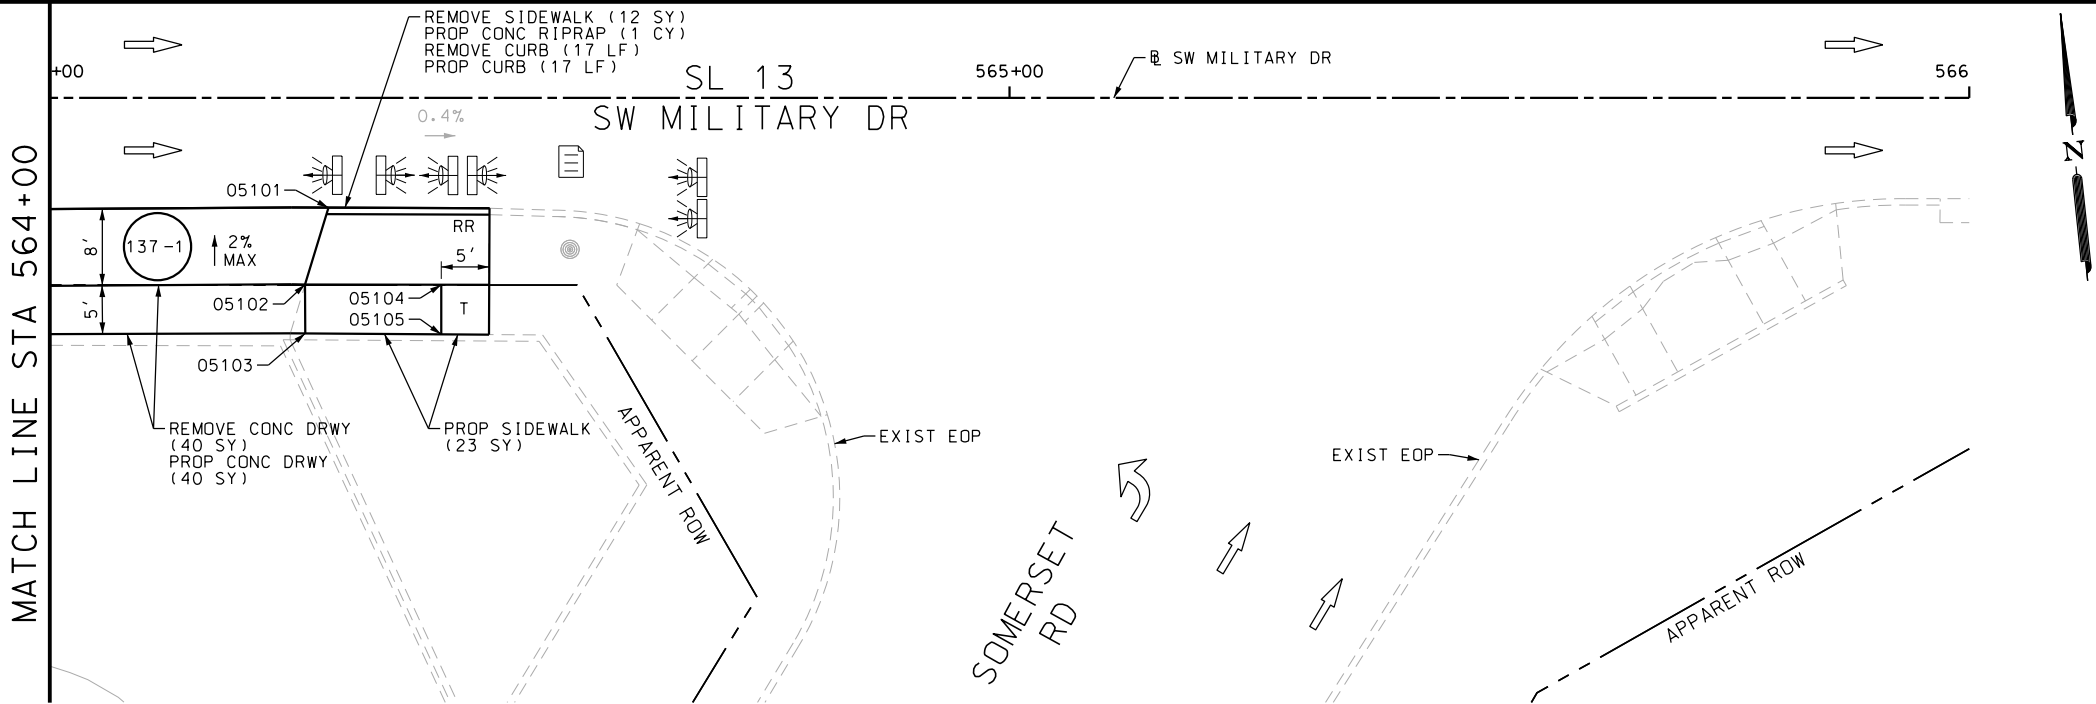 REMOVE SIDEWALK (12 SY)
PROP CONC RIPRAP (1 CY)
REMOVE CURB (17 LF)
PROP CURB (17 LF)
+00
SL 13
565+00
℄ SW MILITARY DR
566
SW MILITARY DR
0.4%
N
MATCH LINE STA 564+00
05101
RR
8'
137-1
2%
MAX
5'
05102
05104
5'
05105
T
05103
REMOVE CONC DRWY
(40 SY)
PROP CONC DRWY
(40 SY)
PROP SIDEWALK
(23 SY)
APPARENT ROW
EXIST EOP
EXIST EOP
SOMERSET
RD
APPARENT ROW